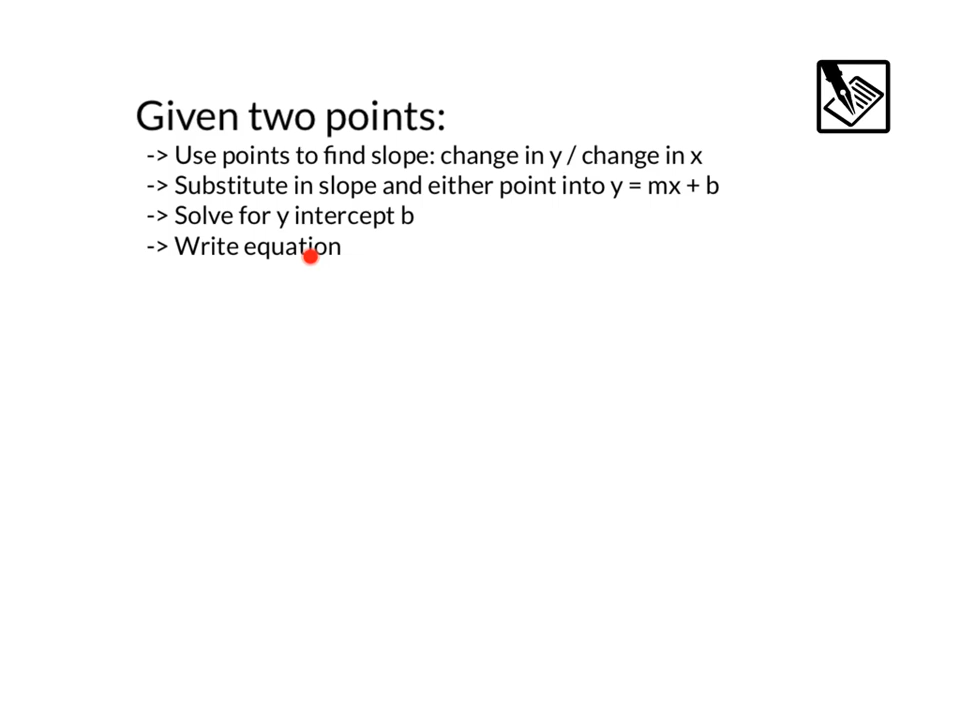 Given two points:
-> Use points to find slope: change in y / change in x
-> Substitute in slope and either point into y = mx + b
-> Solve for y intercept b
-> Write equation